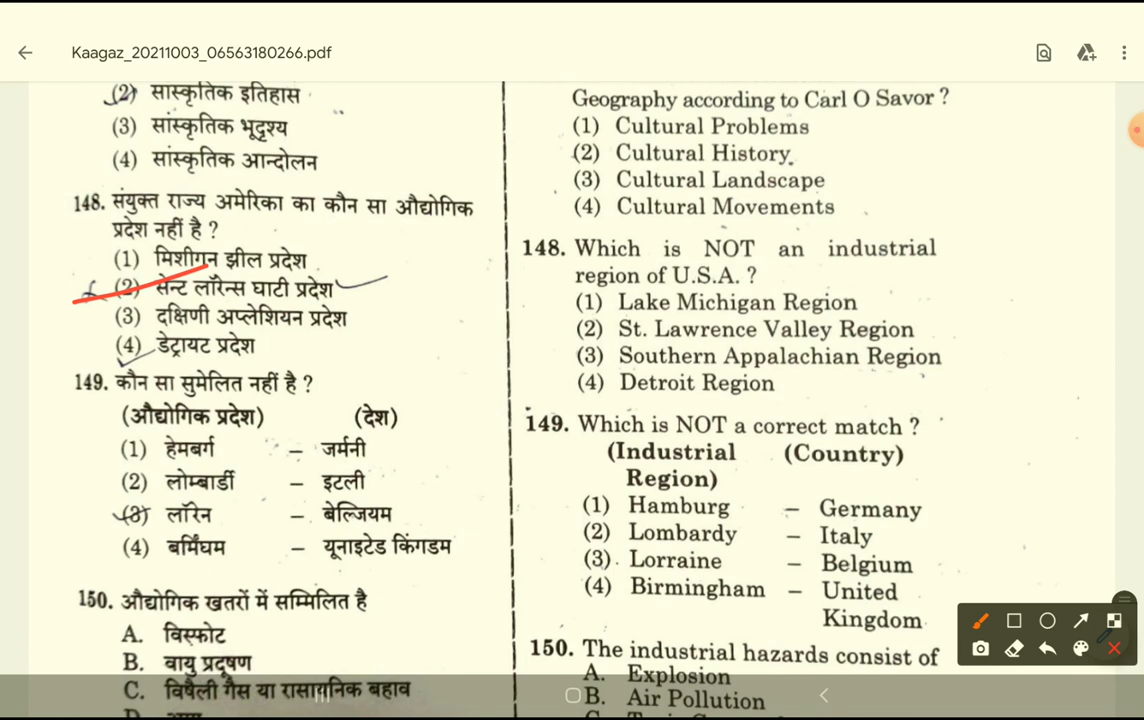 Kaagaz_20211003_06563180266.pdf
(2) सांस्कृतिक इतिहास
(3) सांस्कृतिक भूदृश्य
(4) सांस्कृतिक आन्दोलन
148. संयुक्त राज्य अमेरिका का कौन सा औद्योगिक
प्रदेश नहीं है ?
(1) मिशीगन झील प्रदेश
(2) सेन्ट लॉरेन्स घाटी प्रदेश
(3) दक्षिणी अप्लेशियन प्रदेश
(4) डेट्रायट प्रदेश
149. कौन सा सुमेलित नहीं है ?
(औद्योगिक प्रदेश) (देश)
(1) हेमबर्ग – जर्मनी
(2) लोम्बार्डी – इटली
(3) लॉरेन – बेल्जियम
(4) बर्मिंघम – यूनाइटेड किंगडम
150. औद्योगिक खतरों में सम्मिलित है
A. विस्फोट
B. वायु प्रदूषण
C. विषैली गैस या रासायनिक बहाव
Geography according to Carl O Savor ?
(1) Cultural Problems
(2) Cultural History
(3) Cultural Landscape
(4) Cultural Movements
148. Which is NOT an industrial
region of U.S.A. ?
(1) Lake Michigan Region
(2) St. Lawrence Valley Region
(3) Southern Appalachian Region
(4) Detroit Region
149. Which is NOT a correct match ?
(Industrial (Country)
Region)
(1) Hamburg – Germany
(2) Lombardy – Italy
(3) Lorraine – Belgium
(4) Birmingham – United
Kingdom
150. The industrial hazards consist of
A. Explosion
B. Air Pollution